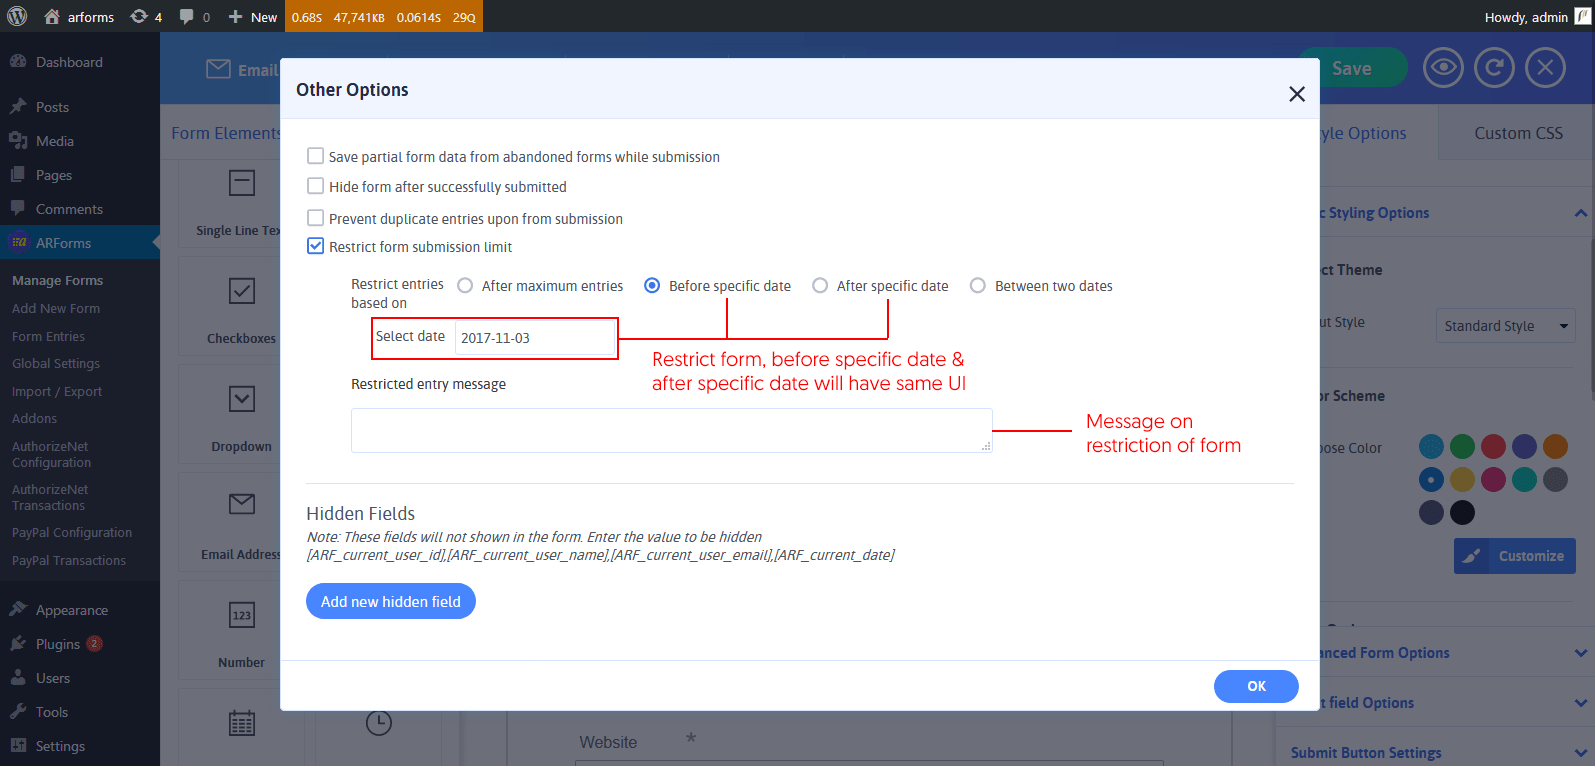 arforms
4
0
New
0.68S 47,741KB 0.0614S 29Q
Howdy, admin
Dashboard
Posts
Media
Pages
Comments
ARForms
Manage Forms
Add New Form
Form Entries
Global Settings
Import / Export
Addons
AuthorizeNet
Configuration
AuthorizeNet
Transactions
PayPal Configuration
PayPal Transactions
Appearance
Plugins 2
Users
Tools
Settings
Email
Save
Form Elements
Single Line Tex
Checkboxes
Dropdown
Email Address
123
Number
Other Options
Save partial form data from abandoned forms while submission
Hide form after successfully submitted
Prevent duplicate entries upon from submission
Restrict form submission limit
Restrict entries
based on
After maximum entries
Before specific date
After specific date
Between two dates
Select date
2017-11-03
Restrict form, before specific date &
after specific date will have same UI
Restricted entry message
Message on
restriction of form
Hidden Fields
Note: These fields will not shown in the form. Enter the value to be hidden
[ARF_current_user_id],[ARF_current_user_name],[ARF_current_user_email],[ARF_current_date]
Add new hidden field
OK
Website *
tyle Options
Custom CSS
c Styling Options
ct Theme
ut Style
Standard Style
or Scheme
ose Color
Customize
nced Form Options
t field Options
Submit Button Settings